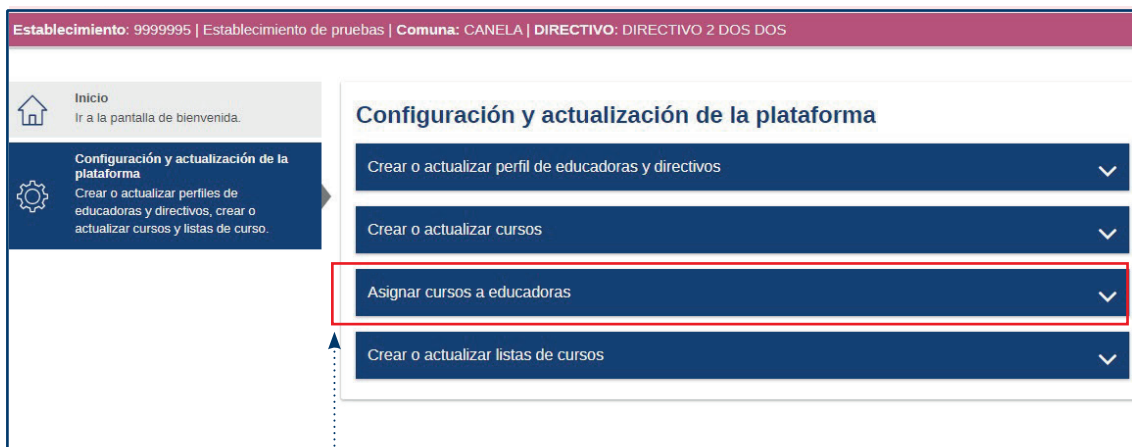 Establecimiento: 9999995 | Establecimiento de pruebas | Comuna: CANELA | DIRECTIVO: DIRECTIVO 2 DOS DOS
Inicio
Ir a la pantalla de bienvenida.
Configuración y actualización de la
plataforma
Crear o actualizar perfiles de
educadoras y directivos, crear o
actualizar cursos y listas de curso.
Configuración y actualización de la plataforma
Crear o actualizar perfil de educadoras y directivos
Crear o actualizar cursos
Asignar cursos a educadoras
Crear o actualizar listas de cursos